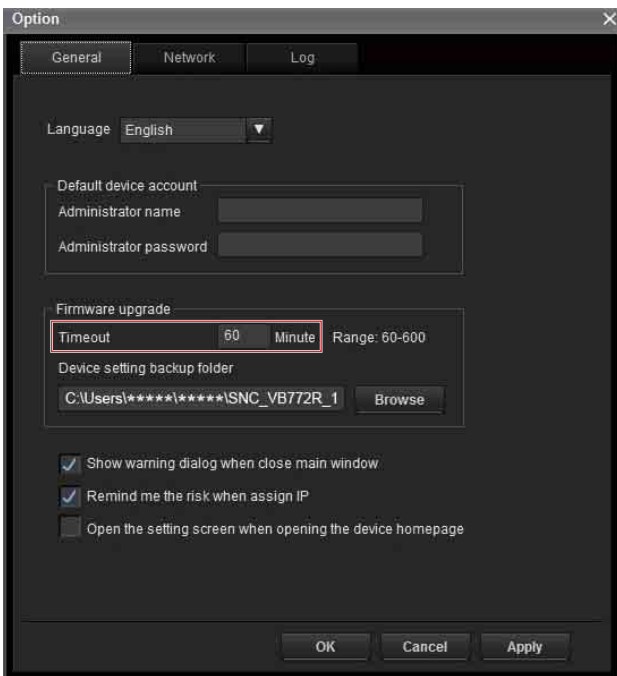 Option
General Network Log
Language English
Default device account
Administrator name
Administrator password
Firmware upgrade
Timeout 60 Minute Range: 60-600
Device setting backup folder
C:\Users\*****\*****\SNC_VB772R_1 Browse
Show warning dialog when close main window
Remind me the risk when assign IP
Open the setting screen when opening the device homepage
OK Cancel Apply